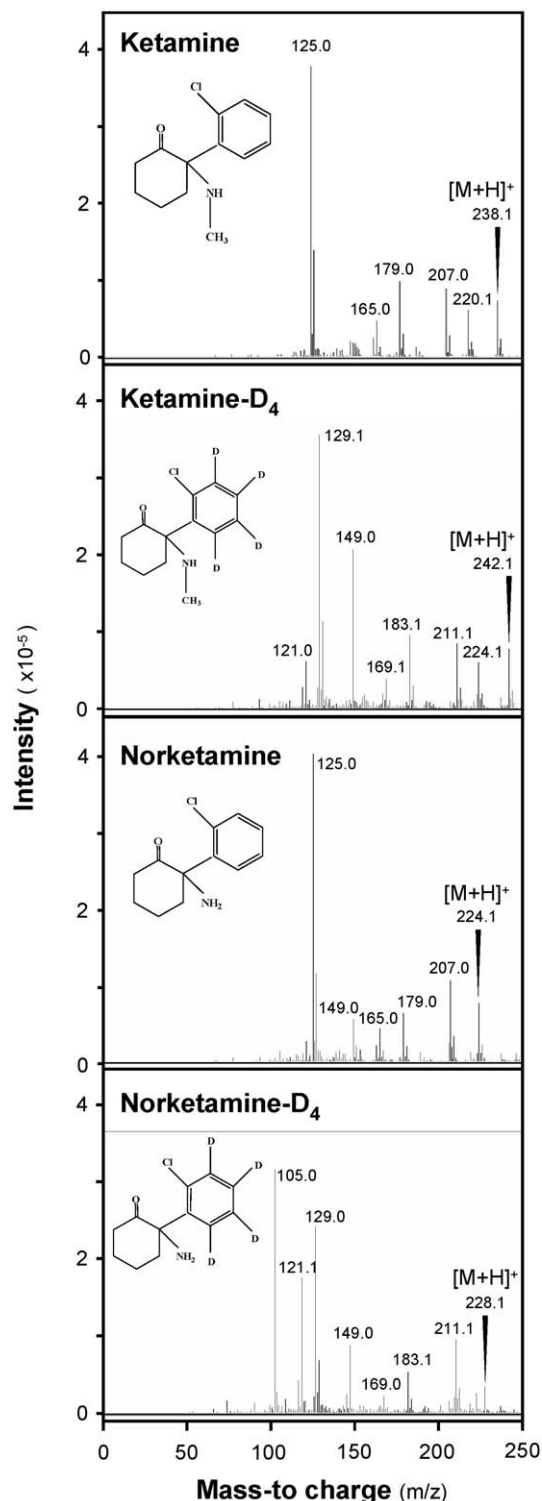 Ketamine
4
2
0
125.0
Cl
O
NH
CH₃
[M+H]⁺
238.1
179.0
207.0
165.0
220.1
Ketamine-D₄
4
2
0
129.1
D
Cl
D
O
D
NH
D
CH₃
149.0
[M+H]⁺
242.1
121.0
183.1
211.1
169.1
224.1
Intensity ( x10⁻⁵)
Norketamine
4
2
0
125.0
Cl
O
NH₂
[M+H]⁺
224.1
207.0
149.0
165.0
179.0
Norketamine-D₄
4
2
0
D
Cl
D
O
D
NH₂
D
105.0
129.0
121.1
[M+H]⁺
228.1
149.0
183.1
211.1
169.0
0 50 100 150 200 250
Mass-to charge (m/z)